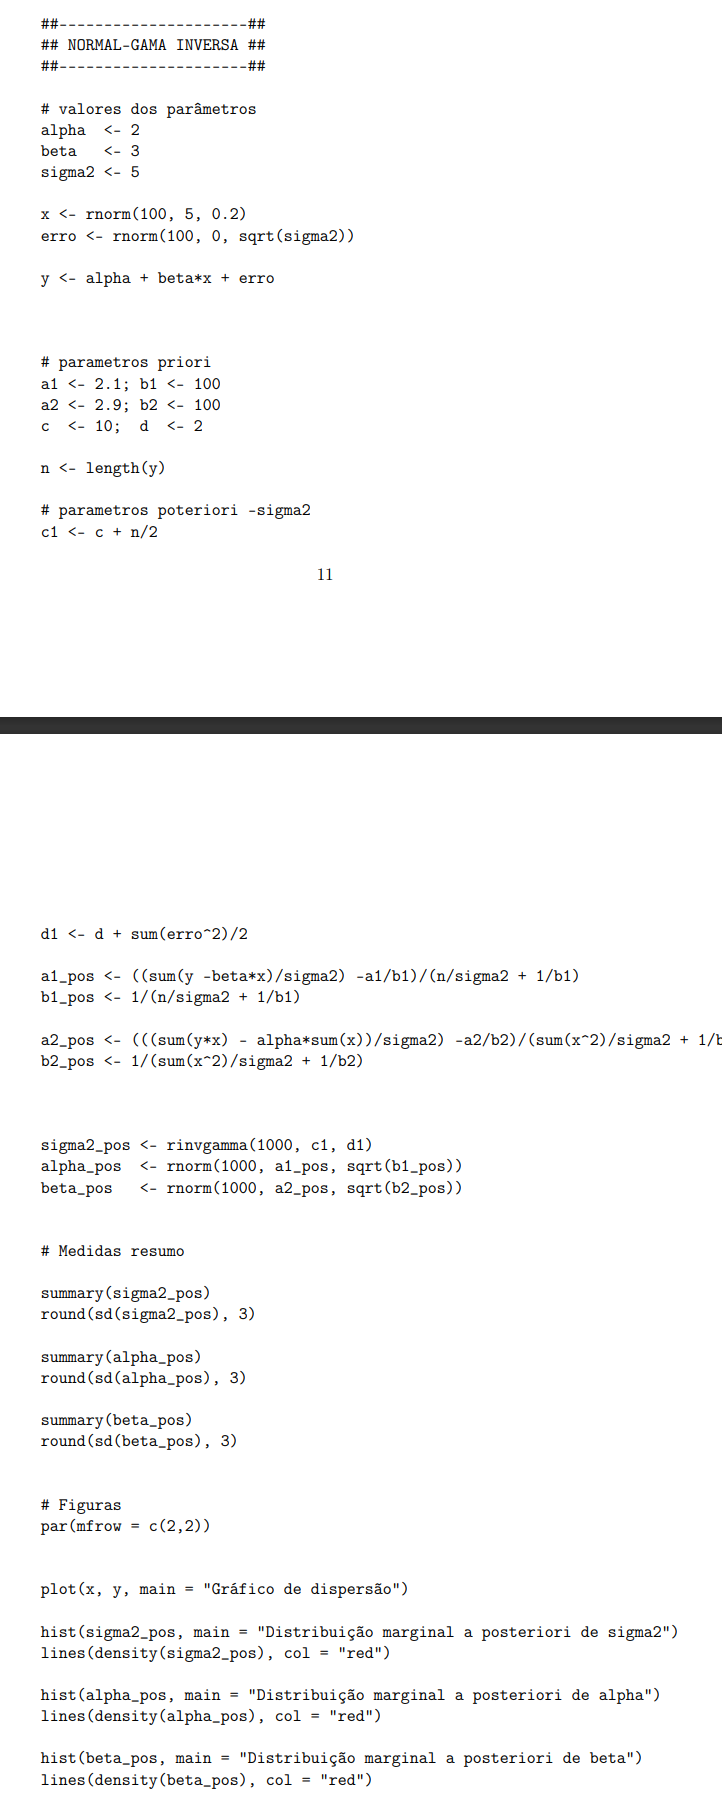 ##---------------------##
## NORMAL-GAMA INVERSA ##
##---------------------##
# valores dos parâmetros
alpha  <- 2
beta   <- 3
sigma2 <- 5
x <- rnorm(100, 5, 0.2)
erro <- rnorm(100, 0, sqrt(sigma2))
y <- alpha + beta*x + erro
# parametros priori
a1 <- 2.1; b1 <- 100
a2 <- 2.9; b2 <- 100
c  <- 10;  d  <- 2
n <- length(y)
# parametros poteriori -sigma2
c1 <- c + n/2
11
d1 <- d + sum(erro^2)/2
a1_pos <- ((sum(y -beta*x)/sigma2) -a1/b1)/(n/sigma2 + 1/b1)
b1_pos <- 1/(n/sigma2 + 1/b1)
a2_pos <- (((sum(y*x) - alpha*sum(x))/sigma2) -a2/b2)/(sum(x^2)/sigma2 + 1/b
b2_pos <- 1/(sum(x^2)/sigma2 + 1/b2)
sigma2_pos <- rinvgamma(1000, c1, d1)
alpha_pos  <- rnorm(1000, a1_pos, sqrt(b1_pos))
beta_pos   <- rnorm(1000, a2_pos, sqrt(b2_pos))
# Medidas resumo
summary(sigma2_pos)
round(sd(sigma2_pos), 3)
summary(alpha_pos)
round(sd(alpha_pos), 3)
summary(beta_pos)
round(sd(beta_pos), 3)
# Figuras
par(mfrow = c(2,2))
plot(x, y, main = "Gráfico de dispersão")
hist(sigma2_pos, main = "Distribuição marginal a posteriori de sigma2")
lines(density(sigma2_pos), col = "red")
hist(alpha_pos, main = "Distribuição marginal a posteriori de alpha")
lines(density(alpha_pos), col = "red")
hist(beta_pos, main = "Distribuição marginal a posteriori de beta")
lines(density(beta_pos), col = "red")